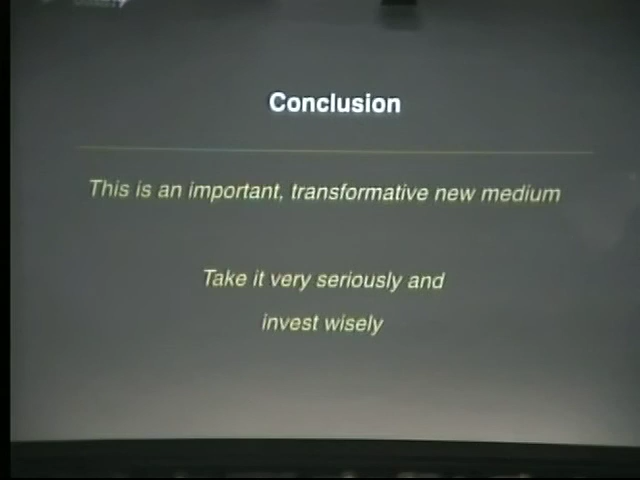 Conclusion
This is an important, transformative new medium
Take it very seriously and
invest wisely